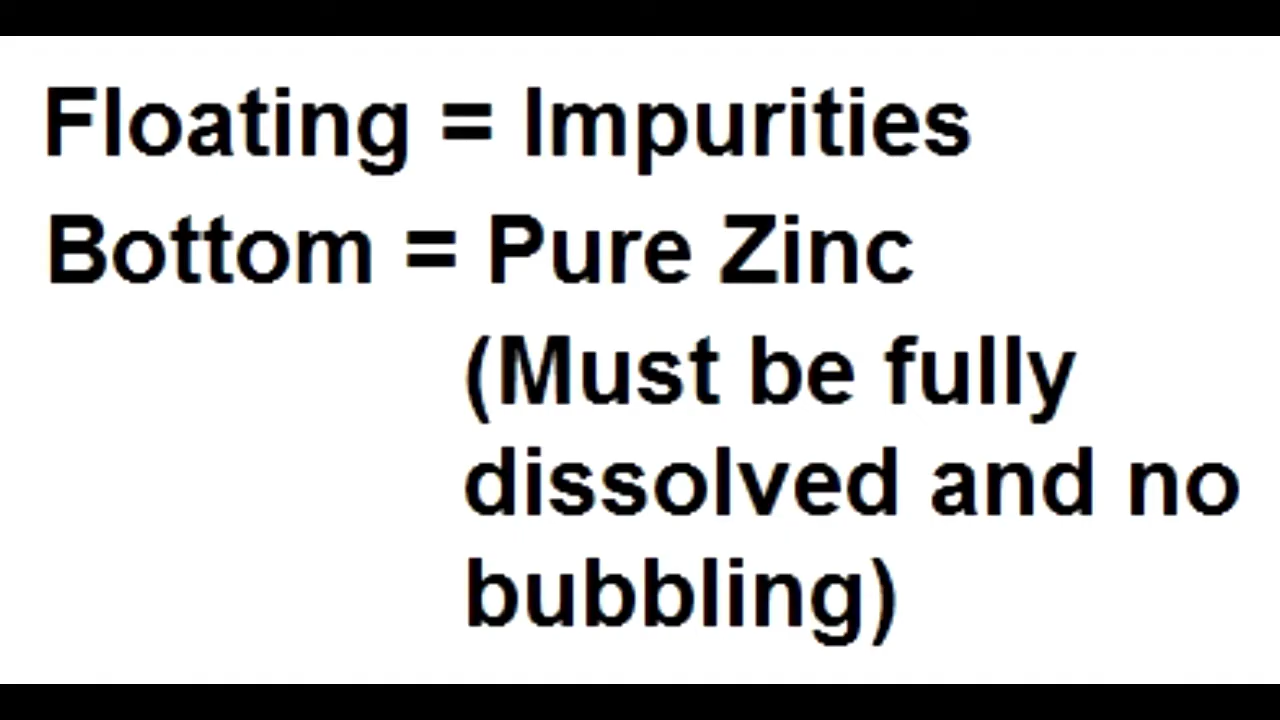 Floating = Impurities
Bottom = Pure Zinc
(Must be fully
dissolved and no
bubbling)